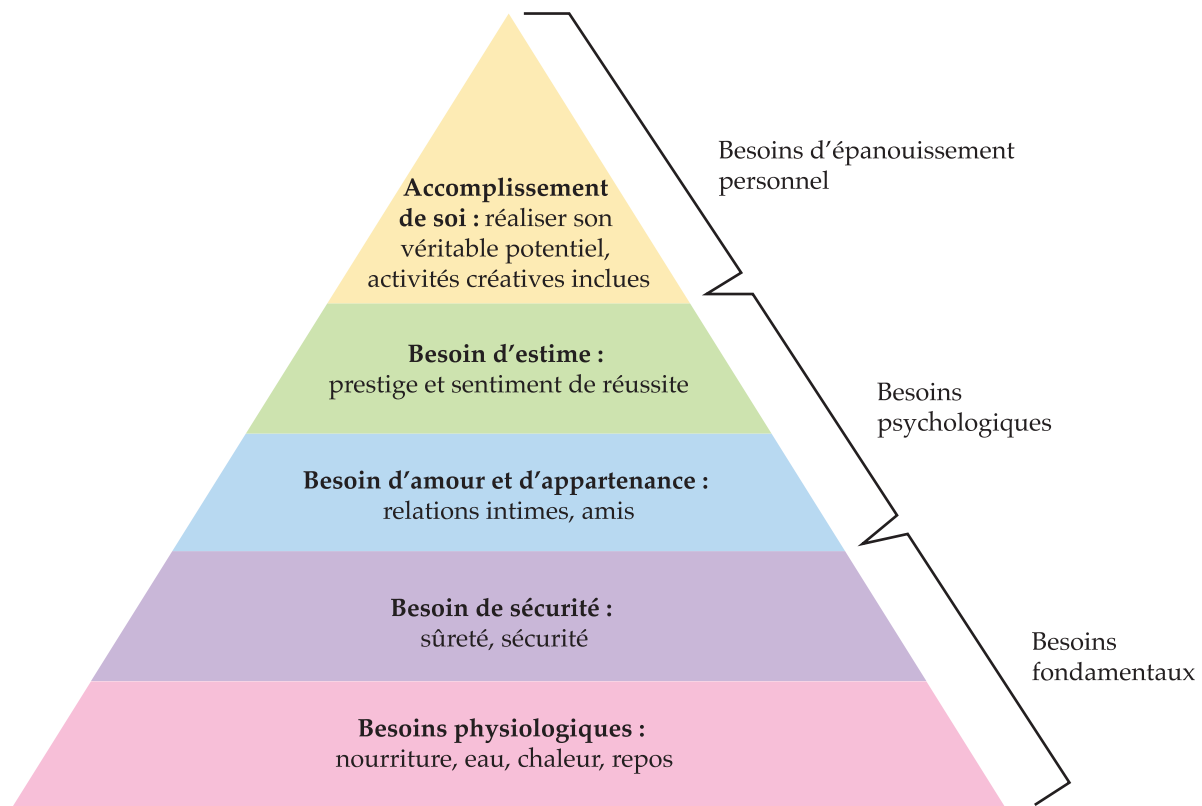 Besoins d’épanouissement
personnel
Accomplissement
de soi : réaliser son
véritable potentiel,
activités créatives inclues
Besoin d’estime :
prestige et sentiment de réussite
Besoins
psychologiques
Besoin d’amour et d’appartenance :
relations intimes, amis
Besoin de sécurité :
sûreté, sécurité
Besoins
fondamentaux
Besoins physiologiques :
nourriture, eau, chaleur, repos